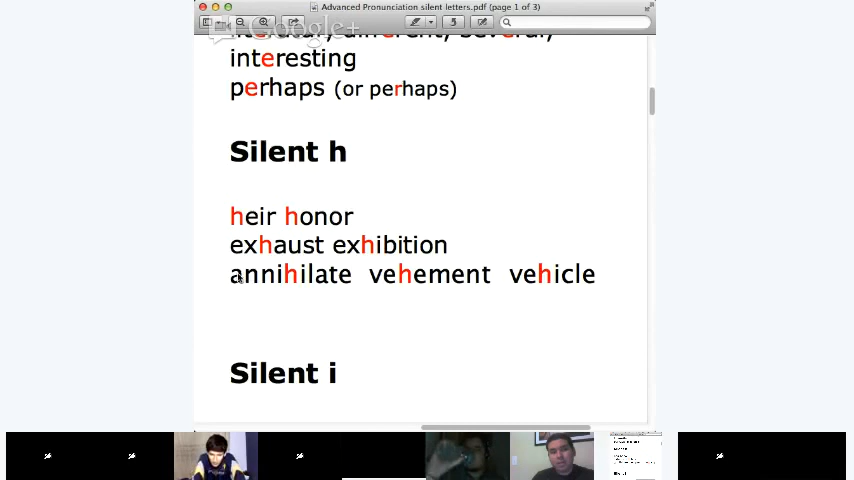 Advanced Pronunciation silent letters.pdf (page 1 of 3)
Google+
interesting
perhaps (or perhaps)
Silent h
heir honor
exhaust exhibition
annihilate vehement vehicle
Silent i